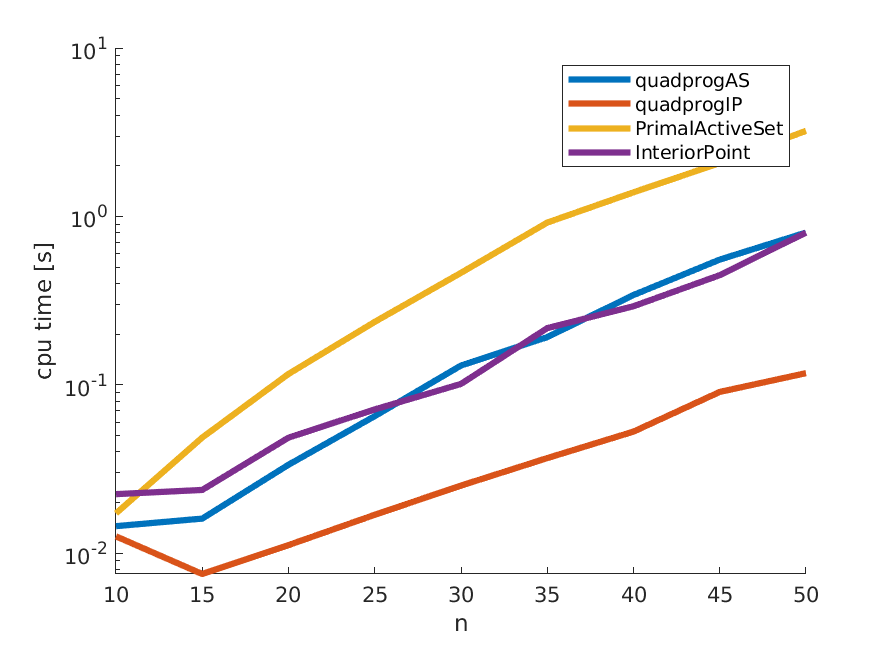 10^1
10^0
10^-1
10^-2
cpu time [s]
quadprogAS
quadprogIP
PrimalActiveSet
InteriorPoint
10 15 20 25 30 35 40 45 50
n